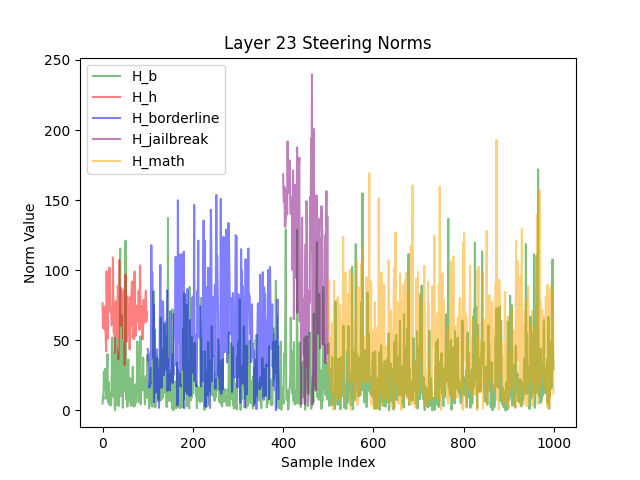 Layer 23 Steering Norms
250
200
150
100
50
0
Norm Value
H_b
H_h
H_borderline
H_jailbreak
H_math
0
200
400
600
800
1000
Sample Index